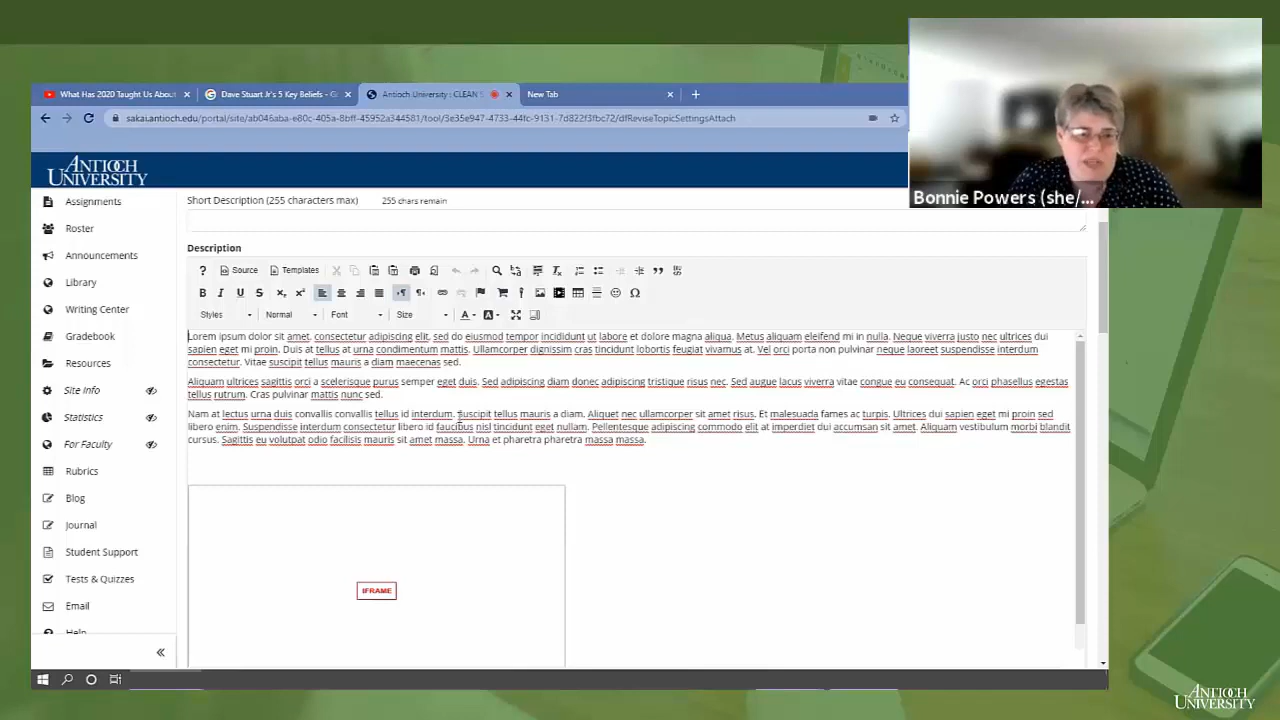 What Has 2020 Taught Us About
Dave Stuart Jr's 5 Key Beliefs - G
Antioch University : CLEAN S
New Tab
sakai.antioch.edu/portal/site/ab046aba-e80c-405a-8bff-45952a344581/tool/3e35e947-4733-44fc-9131-7d822f3fbc72/dfReviseTopicSettingsAttach
ANTIOCH
UNIVERSITY
Bonnie Powers (she/...
Assignments
Roster
Announcements
Library
Writing Center
Gradebook
Resources
Site Info
Statistics
For Faculty
Rubrics
Blog
Journal
Student Support
Tests & Quizzes
Email
Help
Short Description (255 characters max) 255 chars remain
Description
Source Templates
Styles Normal Font Size
Lorem ipsum dolor sit amet, consectetur adipiscing elit, sed do eiusmod tempor incididunt ut labore et dolore magna aliqua. Metus aliquam eleifend mi in nulla. Neque viverra justo nec ultrices dui
sapien eget mi proin. Duis at tellus at urna condimentum mattis. Ullamcorper dignissim cras tincidunt lobortis feugiat vivamus at. Vel orci porta non pulvinar neque laoreet suspendisse interdum
consectetur. Vitae suscipit tellus mauris a diam maecenas sed.
Aliquam ultrices sagittis orci a scelerisque purus semper eget duis. Sed adipiscing diam donec adipiscing tristique risus nec. Sed augue lacus viverra vitae congue eu consequat. Ac orci phasellus egestas
tellus rutrum. Cras pulvinar mattis nunc sed.
Nam at lectus urna duis convallis convallis tellus id interdum. Suscipit tellus mauris a diam. Aliquet nec ullamcorper sit amet risus. Et malesuada fames ac turpis. Ultrices dui sapien eget mi proin sed
libero enim. Suspendisse interdum consectetur libero id faucibus nisl tincidunt eget nullam. Pellentesque adipiscing commodo elit at imperdiet dui accumsan sit amet. Aliquam vestibulum morbi blandit
cursus. Sagittis eu volutpat odio facilisis mauris sit amet massa. Urna et pharetra pharetra massa massa.
IFRAME
ANTIOCH
UNIVERSITY